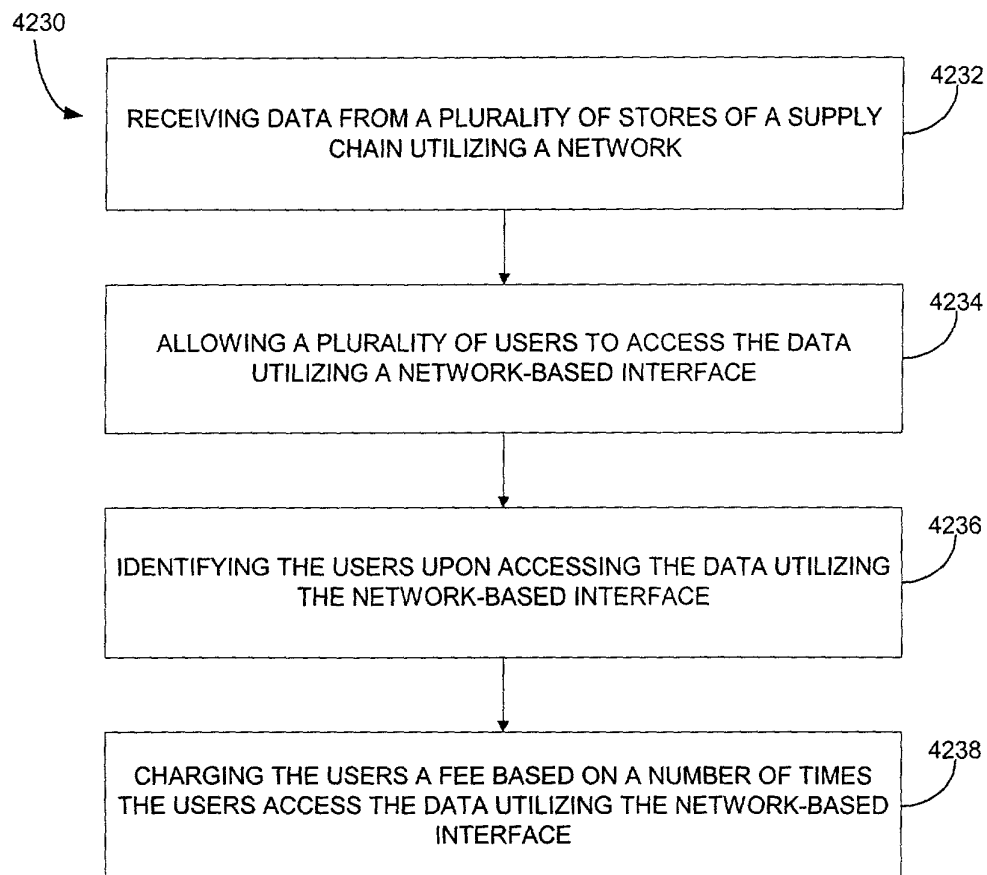 4230
4232
RECEIVING DATA FROM A PLURALITY OF STORES OF A SUPPLY
CHAIN UTILIZING A NETWORK
4234
ALLOWING A PLURALITY OF USERS TO ACCESS THE DATA
UTILIZING A NETWORK-BASED INTERFACE
4236
IDENTIFYING THE USERS UPON ACCESSING THE DATA UTILIZING
THE NETWORK-BASED INTERFACE
4238
CHARGING THE USERS A FEE BASED ON A NUMBER OF TIMES
THE USERS ACCESS THE DATA UTILIZING THE NETWORK-BASED
INTERFACE